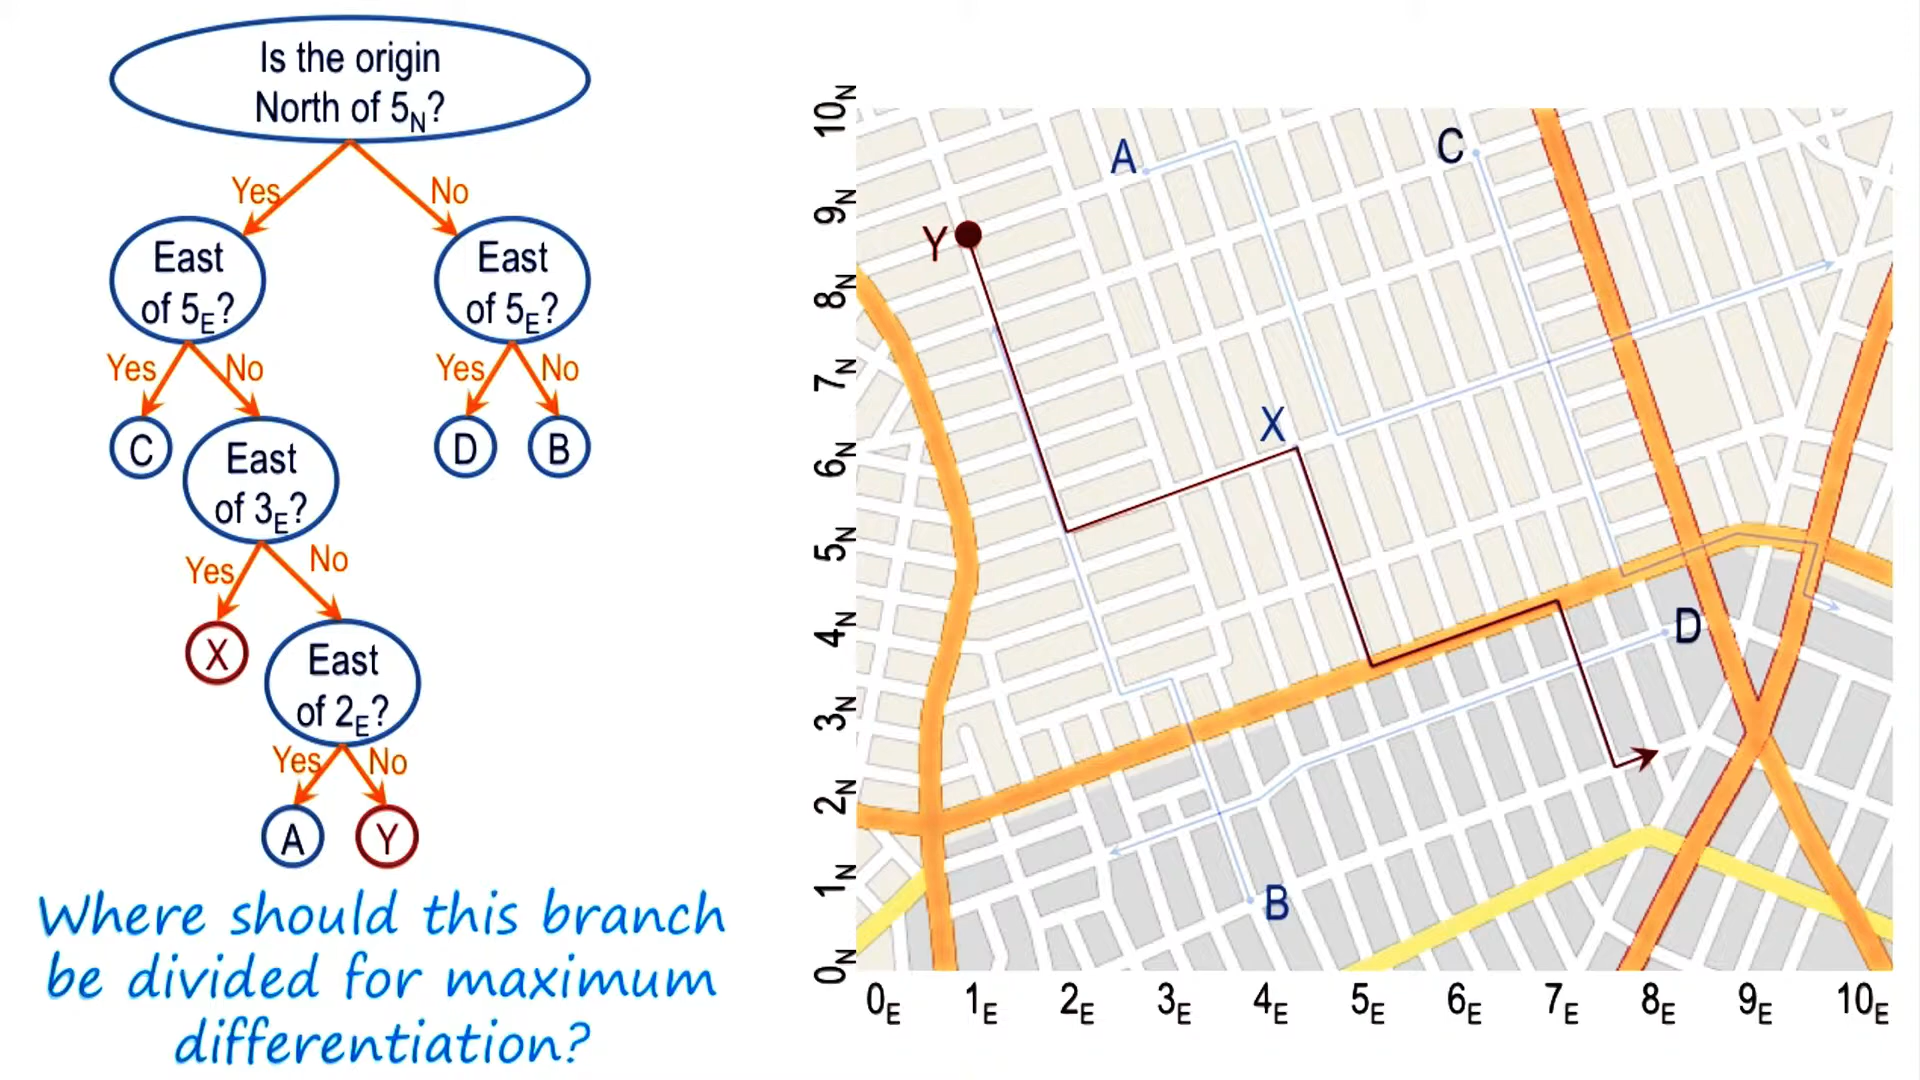 Is the origin
North of 5N?
Yes
No
East
of 5E?
East
of 5E?
Yes
No
Yes
No
C
East
of 3E?
D
B
Yes
No
X
East
of 2E?
Yes
No
A
Y
Where should this branch
be divided for maximum
differentiation?
10N
9N
8N
7N
6N
5N
4N
3N
2N
1N
0N
A
C
Y
X
D
B
0E 1E 2E 3E 4E 5E 6E 7E 8E 9E 10E